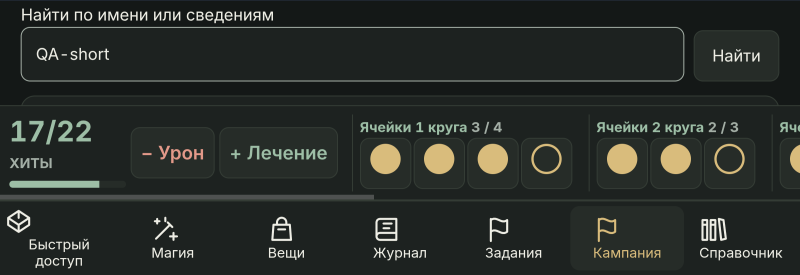 Найти по имени или сведениям
QA-short
Найти
17/22
хиты
− Урон
+ Лечение
Ячейки 1 круга 3 / 4
Ячейки 2 круга 2 / 3
Быстрый
доступ
Магия
Вещи
Журнал
Задания
Кампания
Справочник